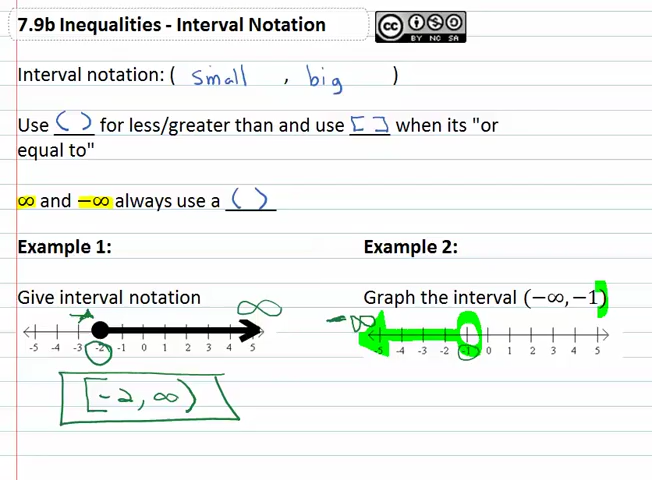 7.9b Inequalities - Interval Notation
BY NC SA
Interval notation: ( small , big )
Use ( ) for less/greater than and use [ ] when its "or
equal to"
∞ and −∞ always use a ( )
Example 1:
Example 2:
Give interval notation
Graph the interval (−∞, −1)
∞
-∞
-5 -4 -3 -2 -1 0 1 2 3 4 5
-5 -4 -3 -2 -1 0 1 2 3 4 5
[-2, ∞)